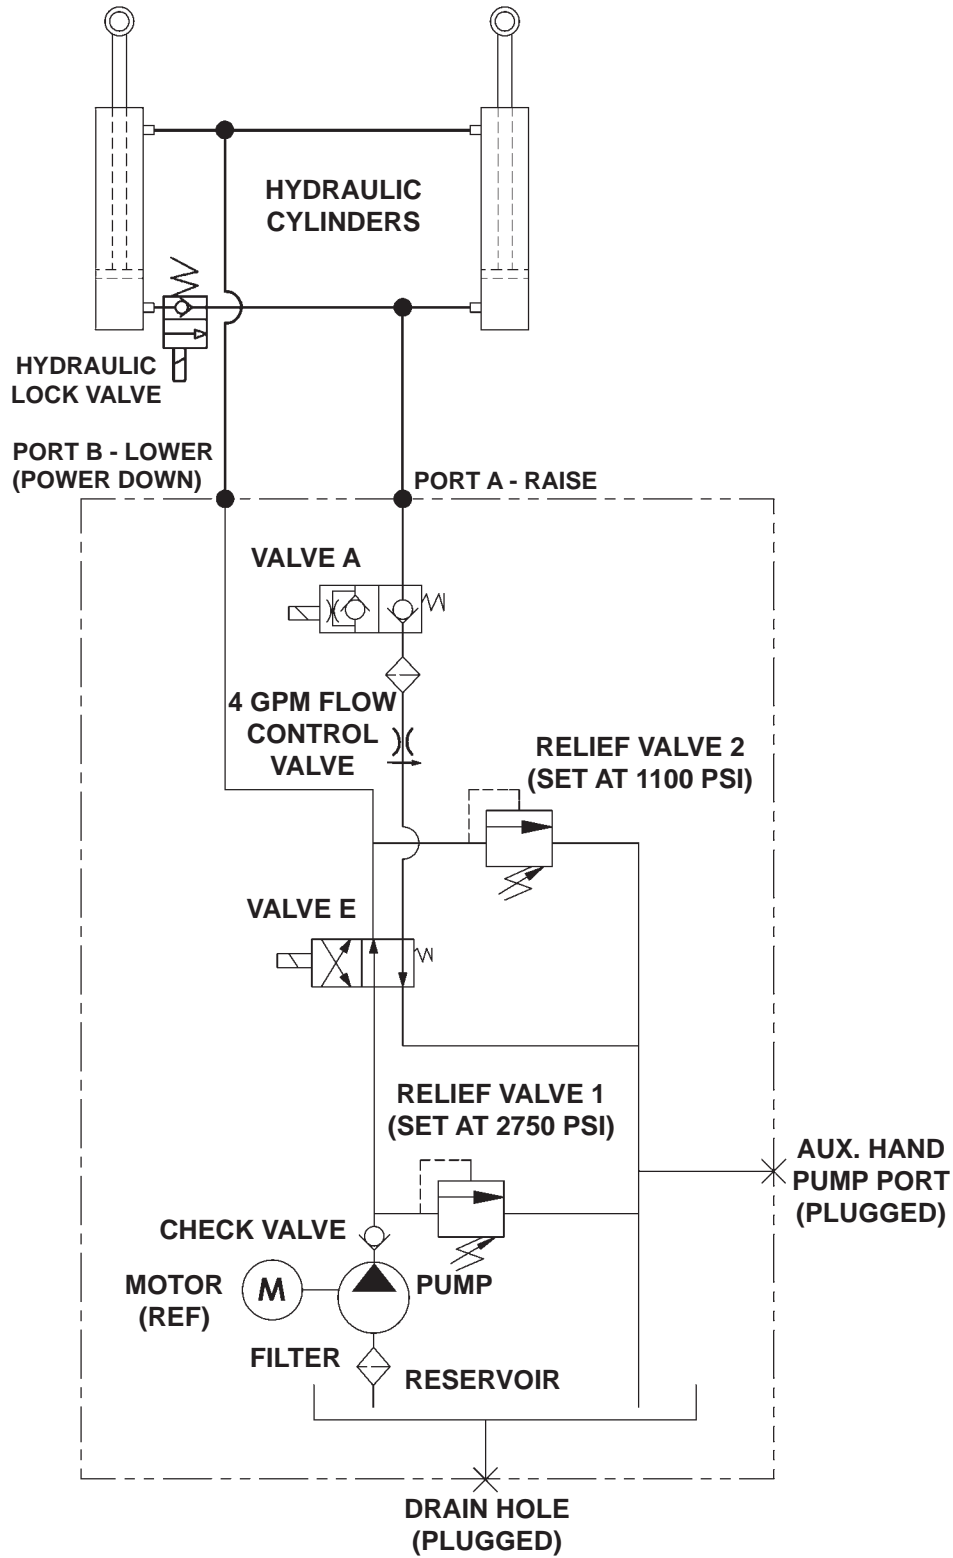 HYDRAULIC
CYLINDERS
HYDRAULIC
LOCK VALVE
PORT B - LOWER
(POWER DOWN)
PORT A - RAISE
VALVE A
4 GPM FLOW
CONTROL
VALVE
RELIEF VALVE 2
(SET AT 1100 PSI)
VALVE E
RELIEF VALVE 1
(SET AT 2750 PSI)
AUX. HAND
PUMP PORT
(PLUGGED)
CHECK VALVE
MOTOR
(REF)
M
PUMP
FILTER
RESERVOIR
DRAIN HOLE
(PLUGGED)